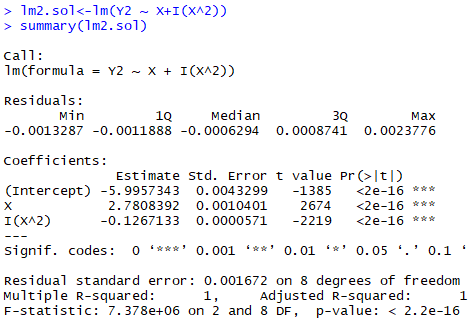 > lm2.sol<-lm(Y2 ~ X+I(X^2))
> summary(lm2.sol)
Call:
lm(formula = Y2 ~ X + I(X^2))
Residuals:
Min 1Q Median 3Q Max
-0.0013287 -0.0011888 -0.0006294 0.0008741 0.0023776
Coefficients:
Estimate Std. Error t value Pr(>|t|)
(Intercept) -5.9957343 0.0043299 -1385 <2e-16 ***
X 2.7808392 0.0010401 2674 <2e-16 ***
I(X^2) -0.1267133 0.0000571 -2219 <2e-16 ***
---
Signif. codes: 0 ‘***’ 0.001 ‘**’ 0.01 ‘*’ 0.05 ‘.’ 0.1 ‘
Residual standard error: 0.001672 on 8 degrees of freedom
Multiple R-squared: 1, Adjusted R-squared: 1
F-statistic: 7.378e+06 on 2 and 8 DF, p-value: < 2.2e-16